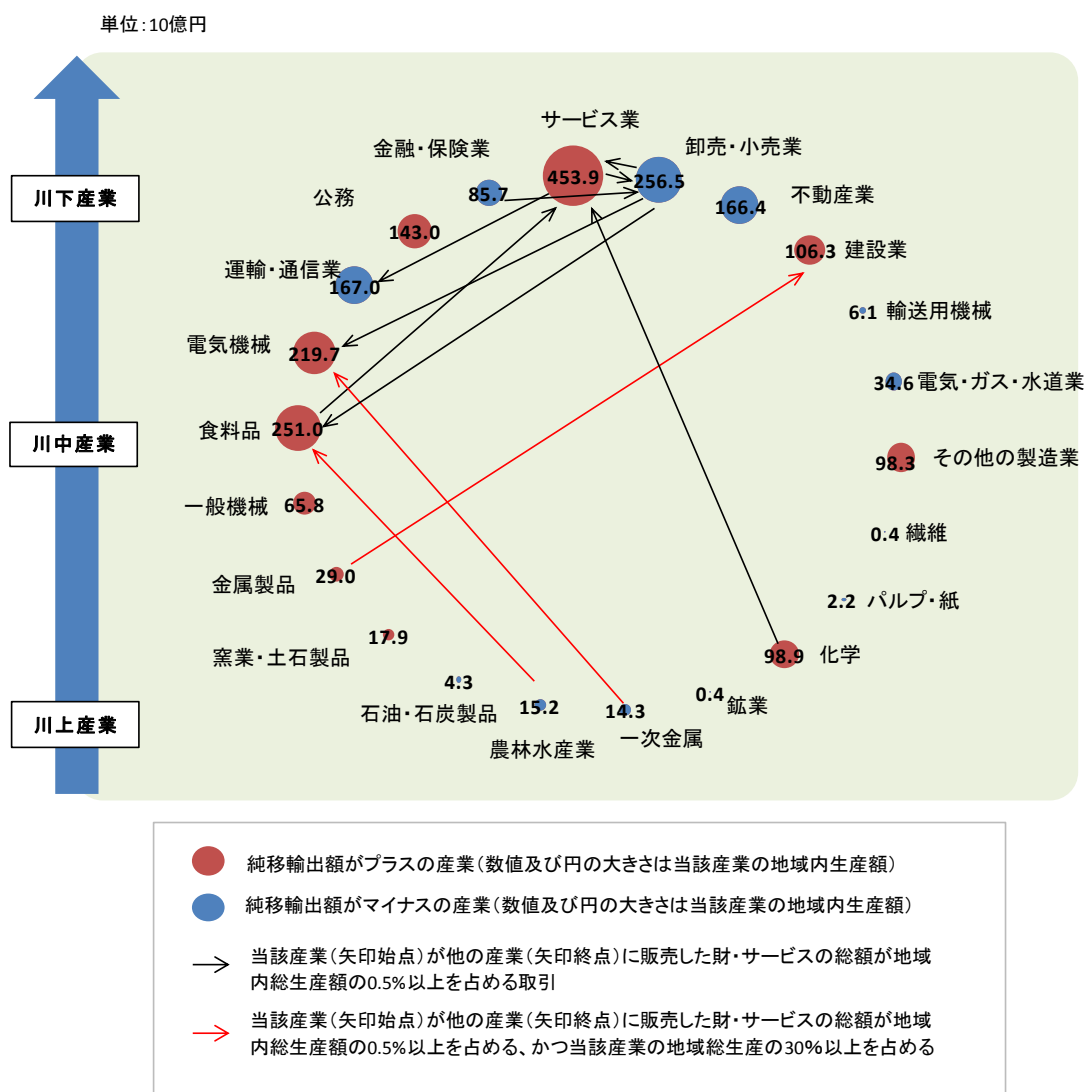 単位:10億円
サービス業
金融・保険業
卸売・小売業
453.9
256.5
85.7
川下産業
不動産業
166.4
公務
143.0
106.3
建設業
運輸・通信業
167.0
6.1
輸送用機械
電気機械
219.7
34.6
電気・ガス・水道業
川中産業
食料品
251.0
98.3
その他の製造業
一般機械
65.8
0.4
繊維
金属製品
29.0
2.2
パルプ・紙
窯業・土石製品
17.9
98.9
化学
4.3
石油・石炭製品
0.4
鉱業
川上産業
15.2
農林水産業
14.3
一次金属
純移輸出額がプラスの産業(数値及び円の大きさは当該産業の地域内生産額)
純移輸出額がマイナスの産業(数値及び円の大きさは当該産業の地域内生産額)
当該産業(矢印始点)が他の産業(矢印終点)に販売した財・サービスの総額が地域
内総生産額の0.5%以上を占める取引
当該産業(矢印始点)が他の産業(矢印終点)に販売した財・サービスの総額が地域
内総生産額の0.5%以上を占める、かつ当該産業の地域総生産の30%以上を占める